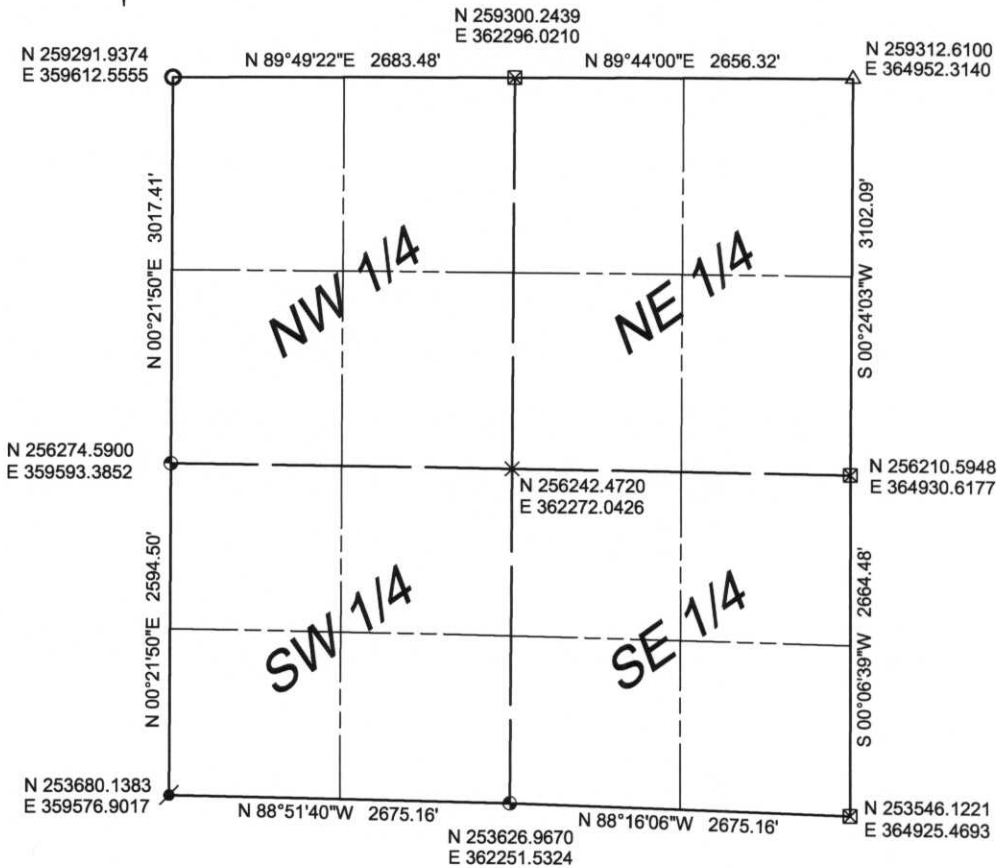 N 259300.2439
E 362296.0210
N 259291.9374
E 359612.5555
N 89°49'22"E 2683.48'
N 89°44'00"E 2656.32'
N 259312.6100
E 364952.3140
N 00°21'50"E 3017.41'
NW 1/4
NE 1/4
S 00°24'03"W 3102.09'
N 256274.5900
E 359593.3852
N 256242.4720
E 362272.0426
N 256210.5948
E 364930.6177
N 00°21'50"E 2594.50'
SW 1/4
SE 1/4
S 00°06'39"W 2664.48'
N 253680.1383
E 359576.9017
N 88°51'40"W 2675.16'
N 253626.9670
E 362251.5324
N 88°16'06"W 2675.16'
N 253546.1221
E 364925.4693